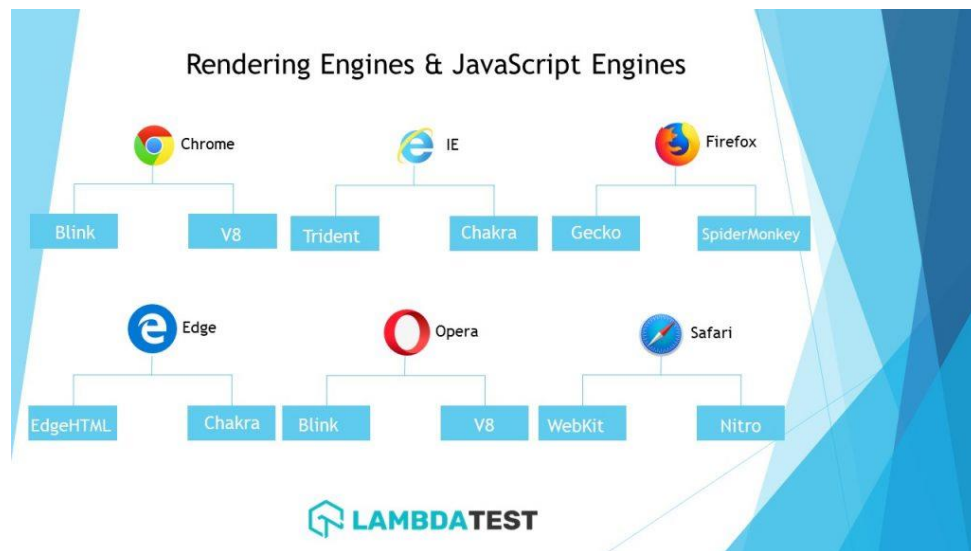 Rendering Engines & JavaScript Engines
Chrome
IE
Firefox
Blink
V8
Trident
Chakra
Gecko
SpiderMonkey
Edge
Opera
Safari
EdgeHTML
Chakra
Blink
V8
WebKit
Nitro
LAMBDATEST